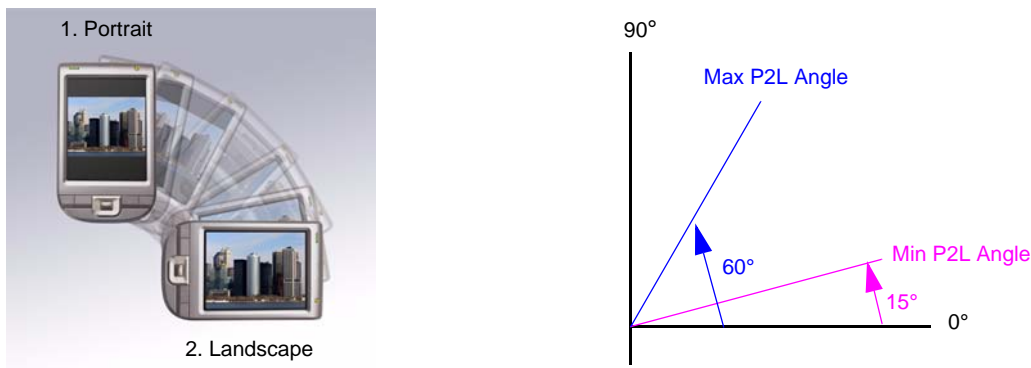 1. Portrait
2. Landscape
90°
Max P2L Angle
60°
Min P2L Angle
15°
0°